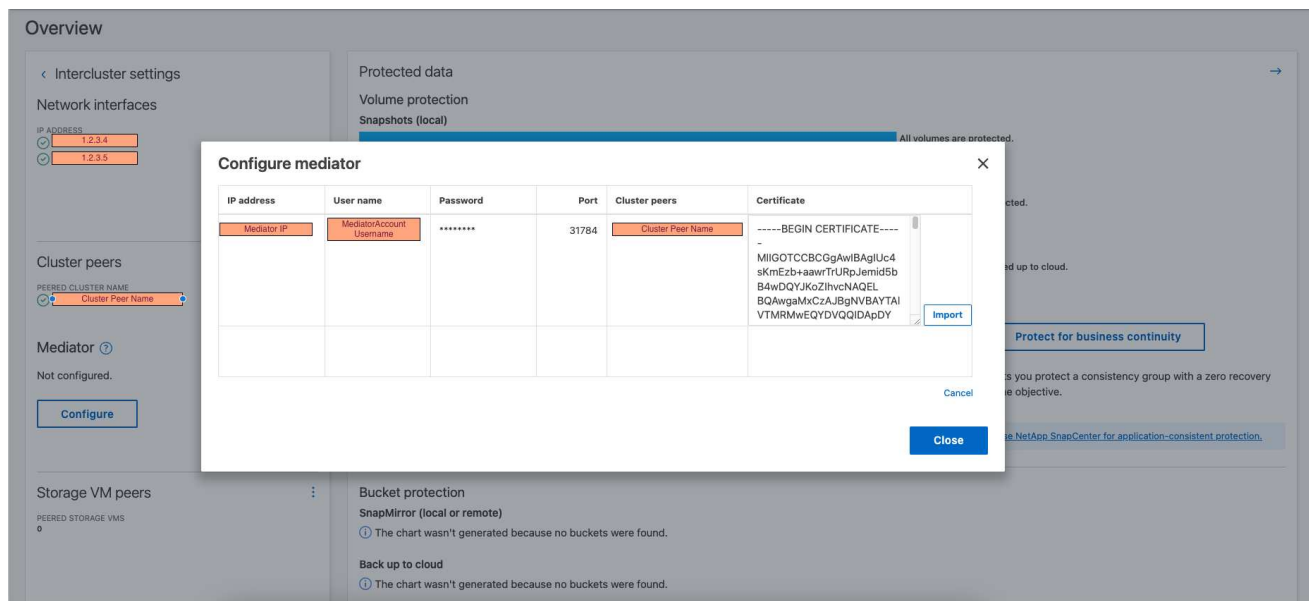 Overview
Intercluster settings
Network interfaces
IP ADDRESS
1.2.3.4
1.2.3.5
Cluster peers
PEERED CLUSTER NAME
Cluster Peer Name
Mediator
Not configured.
Configure
Storage VM peers
PEERED STORAGE VMS
0
Protected data
Volume protection
Snapshots (local)
All volumes are protected.
Configure mediator
IP address User name Password Port Cluster peers Certificate
Mediator IP
MediatorAccount
Username
********
31784
Cluster Peer Name
-----BEGIN CERTIFICATE----
-
MIIGOTCCBCGgAwIBAgIUc4
sKmEzb+aawrTrURpJemid5b
B4wDQYJKoZIhvcNAQEL
BQAwgaMxCzAJBgNVBAYTAl
VTMRMwEQYDVQQIDApDY
Import
Cancel
Close
cted.
ed up to cloud.
Protect for business continuity
s you protect a consistency group with a zero recovery
e objective.
se NetApp SnapCenter for application-consistent protection.
Bucket protection
SnapMirror (local or remote)
The chart wasn't generated because no buckets were found.
Back up to cloud
The chart wasn't generated because no buckets were found.